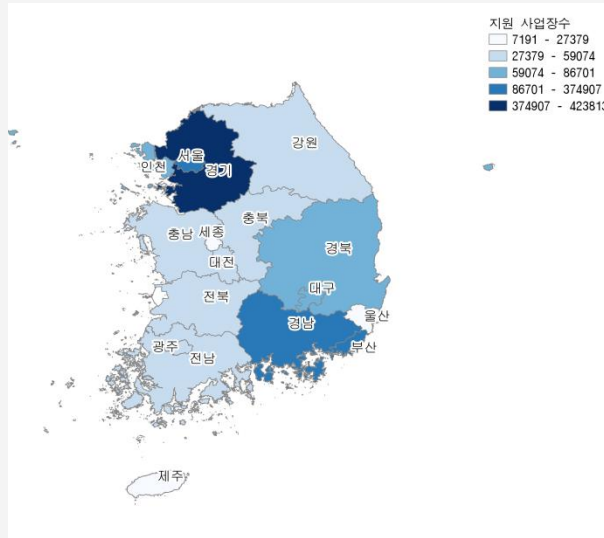 지원 사업장수
7191 - 27379
27379 - 59074
59074 - 86701
86701 - 374907
374907 - 423813
강원
서울
인천
경기
충북
충남
세종
대전
경북
대구
전북
경남
울산
부산
광주
전남
제주